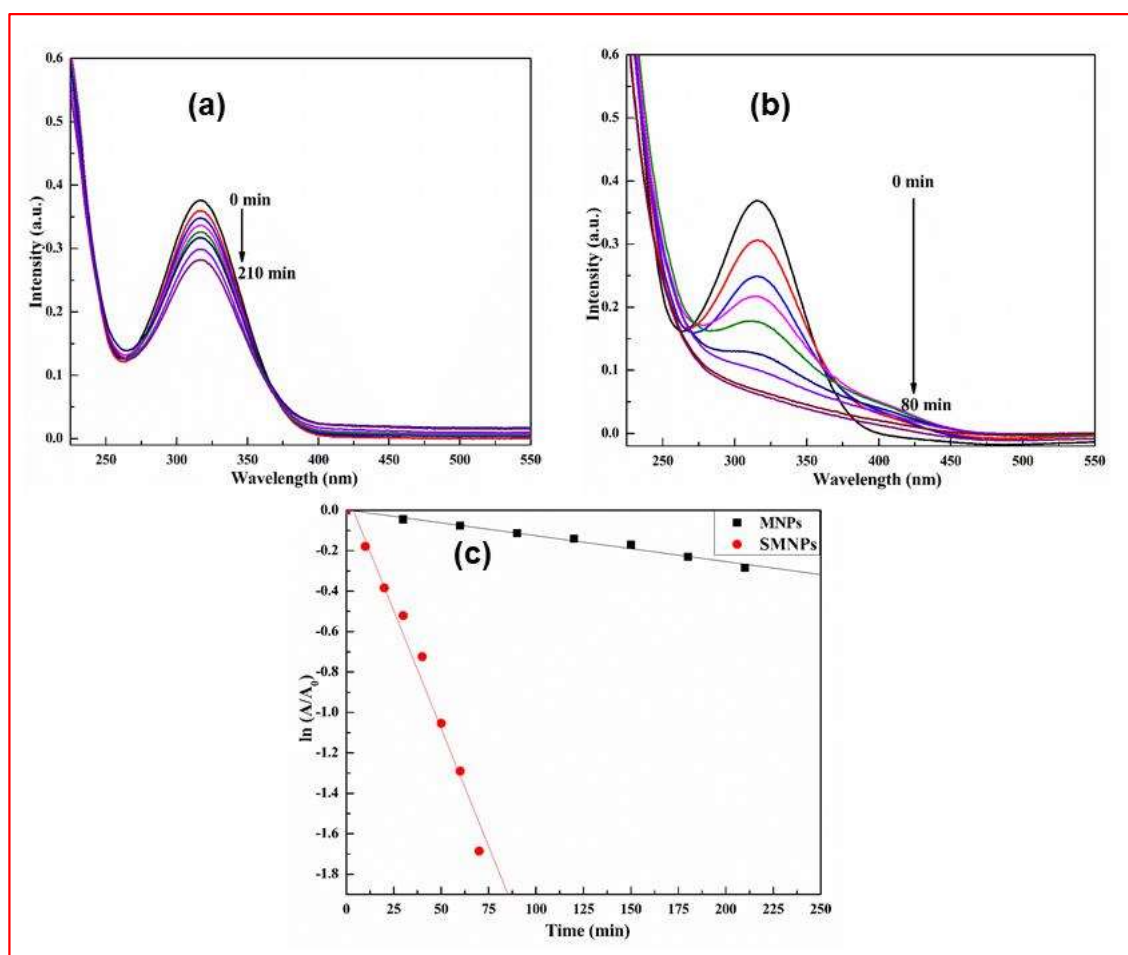 (a)
0.6
0.5
0.4
0.3
0.2
0.1
0.0
0 min
210 min
250 300 350 400 450 500 550
Wavelength (nm)
Intensity (a.u.)
(b)
0.6
0.5
0.4
0.3
0.2
0.1
0.0
0 min
80 min
250 300 350 400 450 500 550
Wavelength (nm)
Intensity (a.u.)
(c)
MNPs
SMNPs
0.0
-0.2
-0.4
-0.6
-0.8
-1.0
-1.2
-1.4
-1.6
-1.8
0 25 50 75 100 125 150 175 200 225 250
Time (min)
ln (A/A0)